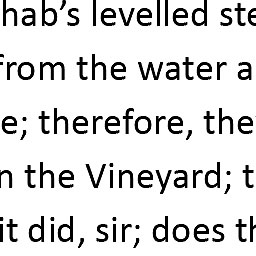 hab’s levelled ste
from the water a
e; therefore, the
n the Vineyard; t
it did, sir; does th